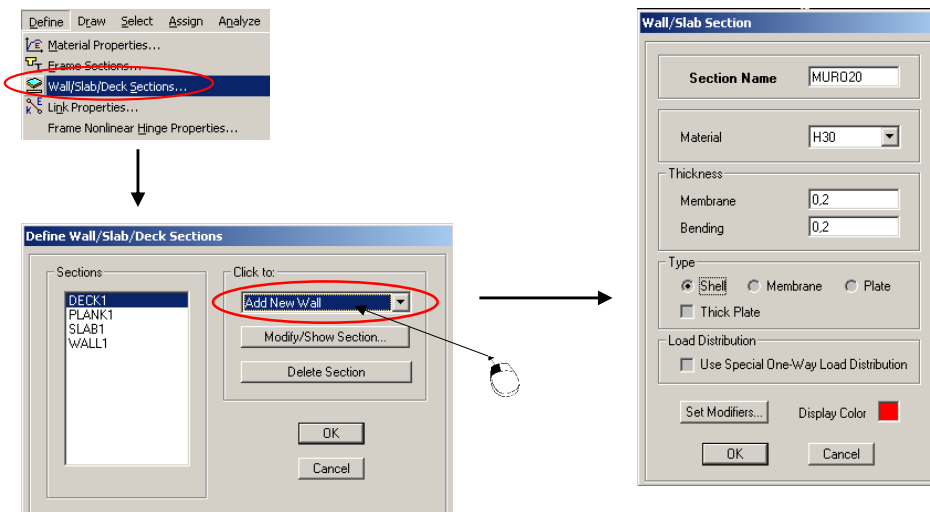 Define Draw Select Assign Analyze
Material Properties...
Frame Sections...
Wall/Slab/Deck Sections...
Link Properties...
Frame Nonlinear Hinge Properties...
Define Wall/Slab/Deck Sections
Sections
DECK1
PLANK1
SLAB1
WALL1
Click to:
Add New Wall
Modify/Show Section...
Delete Section
OK
Cancel
Wall/Slab Section
Section Name MURO20
Material H30
Thickness
Membrane 0,2
Bending 0,2
Type
Shell Membrane Plate
Thick Plate
Load Distribution
Use Special One-Way Load Distribution
Set Modifiers... Display Color
OK Cancel